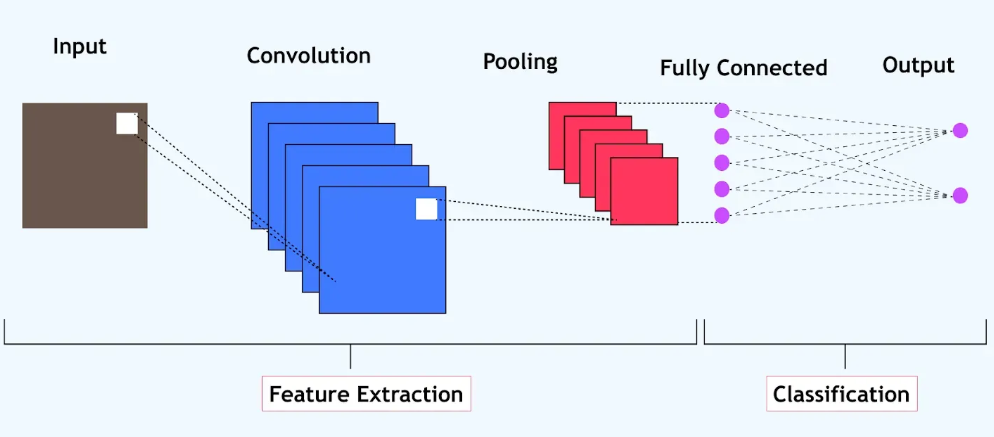 Input
Convolution
Pooling
Fully Connected
Output
Feature Extraction
Classification